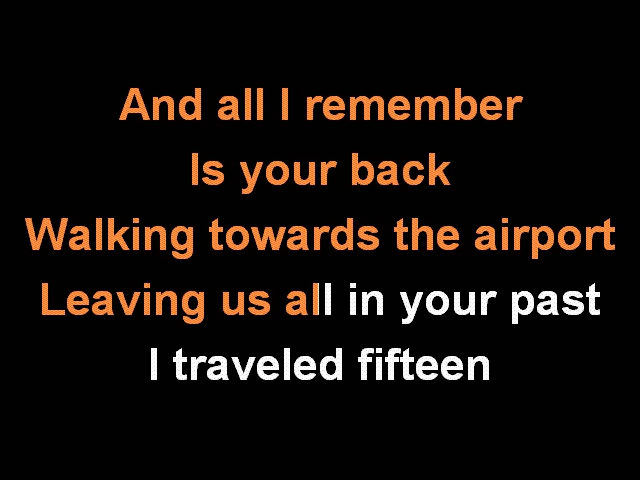 And all I remember
Is your back
Walking towards the airport
Leaving us all in your past
I traveled fifteen